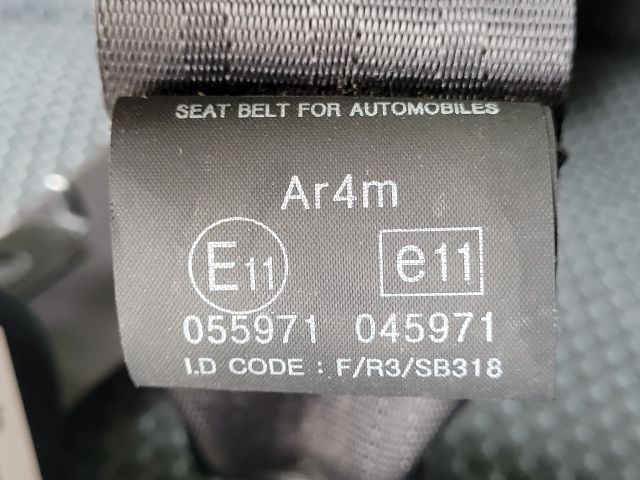 SEAT BELT FOR AUTOMOBILES
Ar4m
E11 e11
055971 045971
I.D CODE : F/R3/SB318